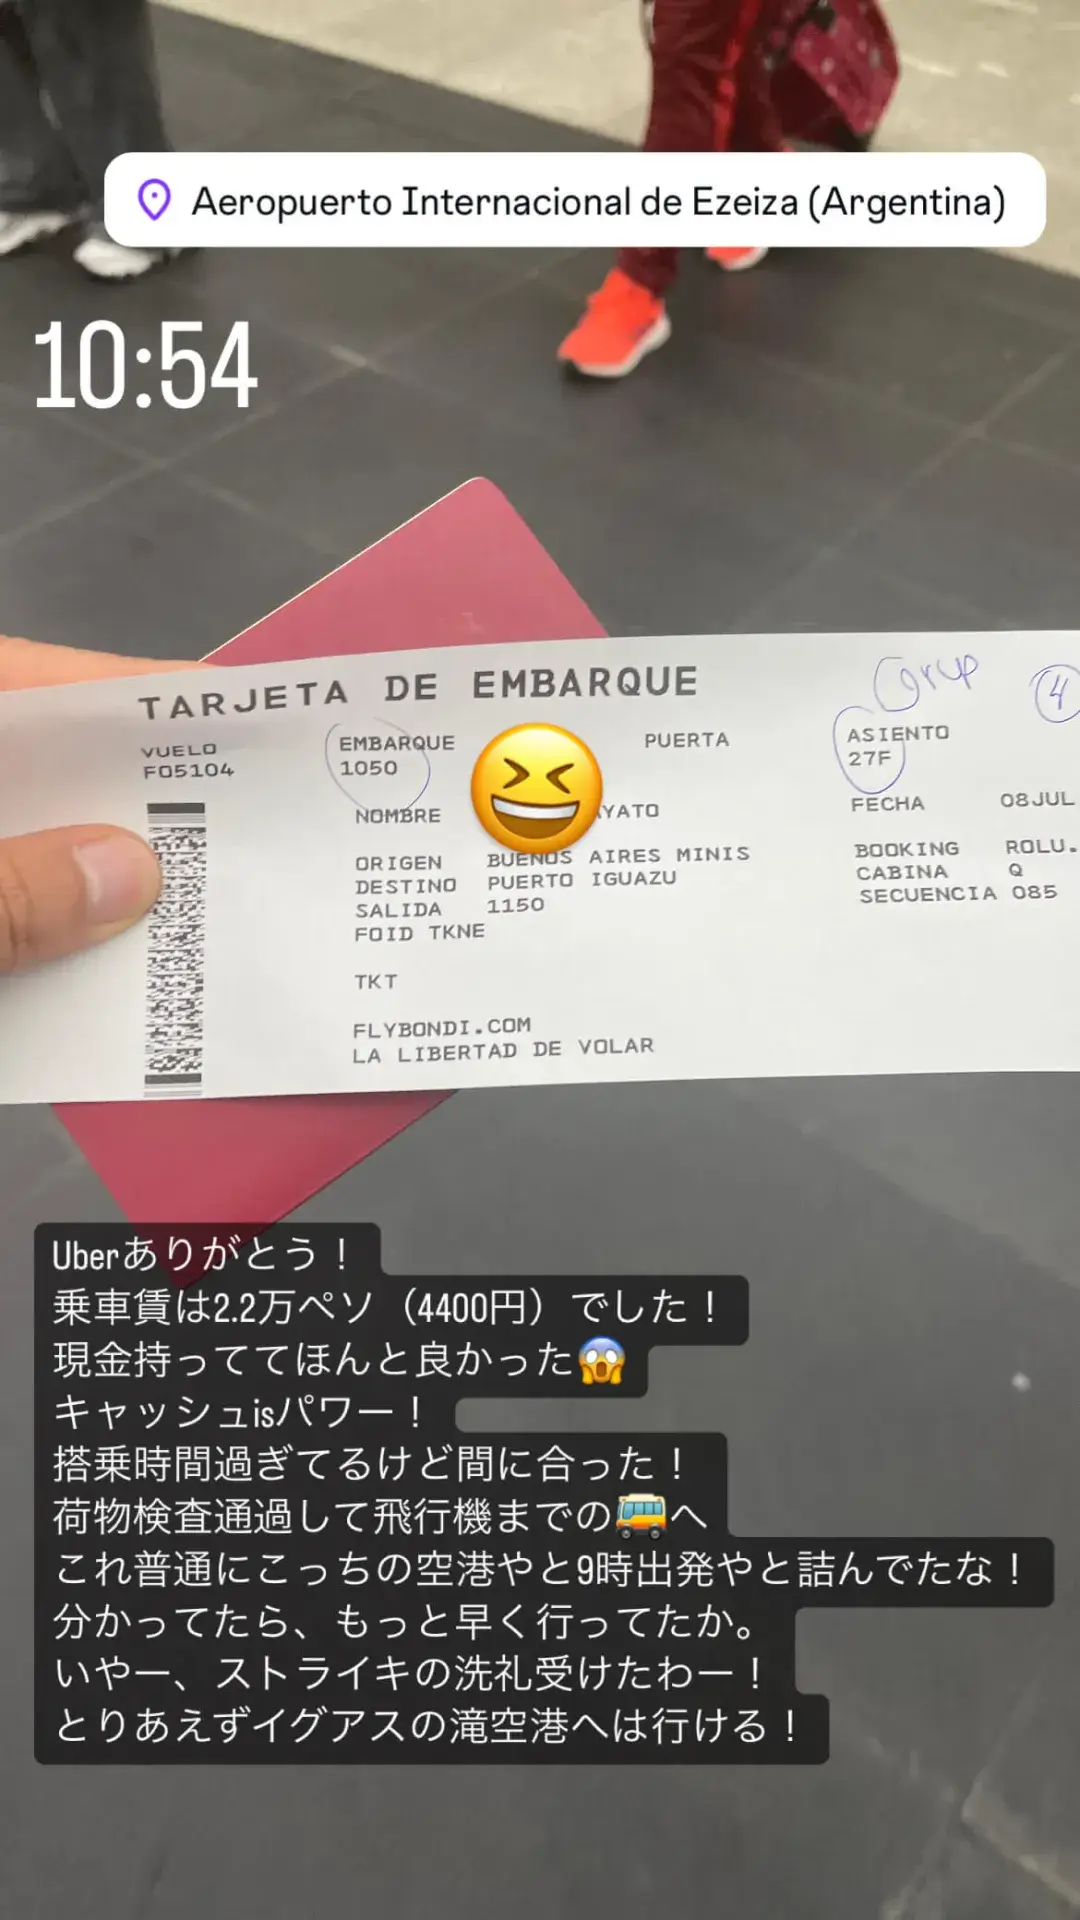 Aeropuerto Internacional de Ezeiza (Argentina)
10:54
TARJETA DE EMBARQUE
Grup 4
VUELO EMBARQUE PUERTA ASIENTO
FO5104 1050 27F
NOMBRE YATO FECHA 08JUL
ORIGEN BUENOS AIRES MINIS BOOKING ROLU.
DESTINO PUERTO IGUAZU CABINA Q
SALIDA 1150 SECUENCIA 085
FOID TKNE
TKT
FLYBONDI.COM
LA LIBERTAD DE VOLAR
Uberありがとう！
乗車賃は2.2万ペソ（4400円）でした！
現金持っててほんと良かった😱
キャッシュisパワー！
搭乗時間過ぎてるけど間に合った！
荷物検査通過して飛行機までの🚌へ
これ普通にこっちの空港やと9時出発やと詰んでたな！
分かってたら、もっと早く行ってたか。
いやー、ストライキの洗礼受けたわー！
とりあえずイグアスの滝空港へは行ける！